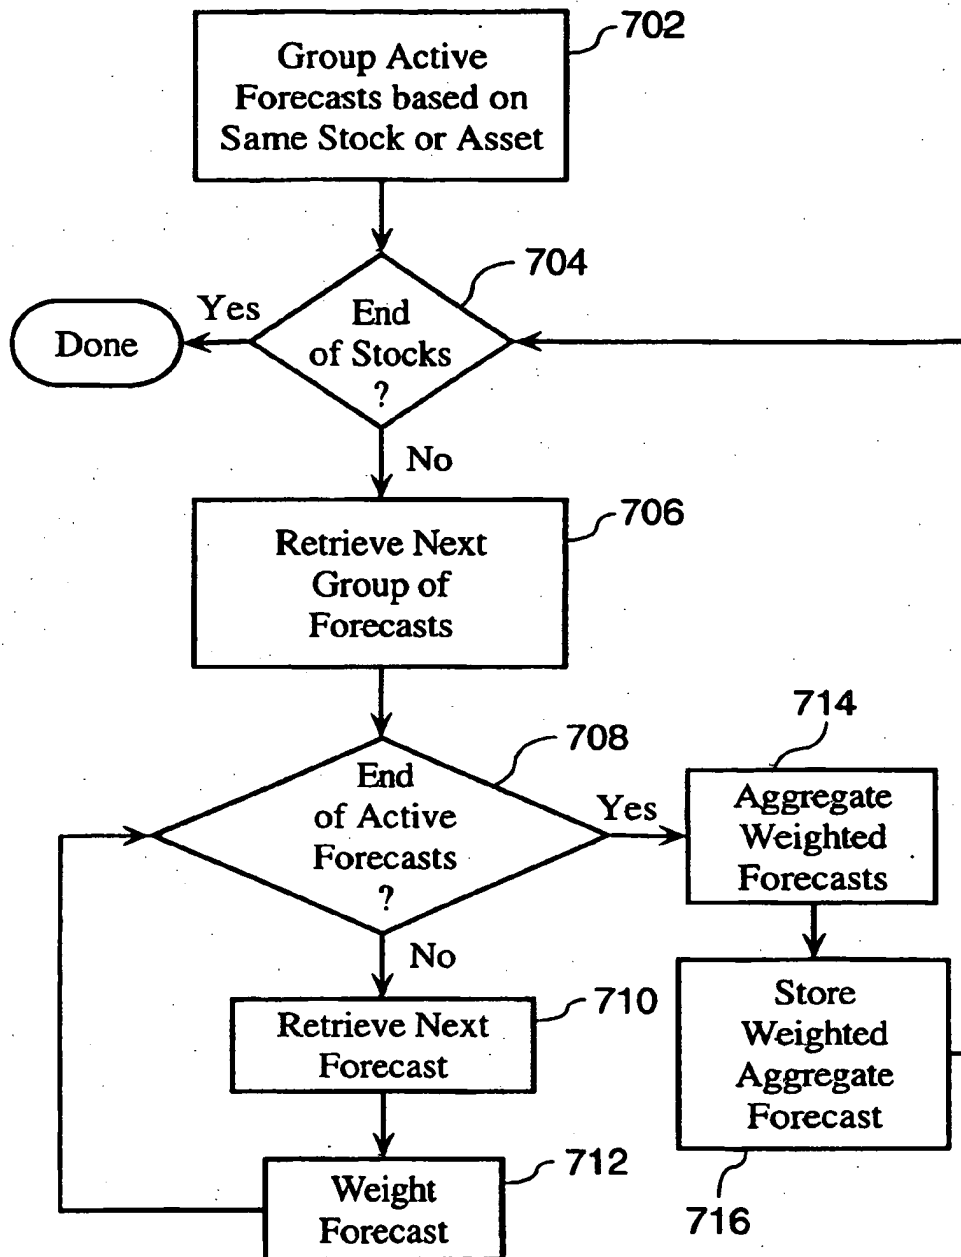 702
Group Active
Forecasts based on
Same Stock or Asset
704
Yes
End
of Stocks
?
Done
No
706
Retrieve Next
Group of
Forecasts
708
End
of Active
Forecasts
?
Yes
714
Aggregate
Weighted
Forecasts
No
710
Retrieve Next
Forecast
Store
Weighted
Aggregate
Forecast
712
Weight
Forecast
716